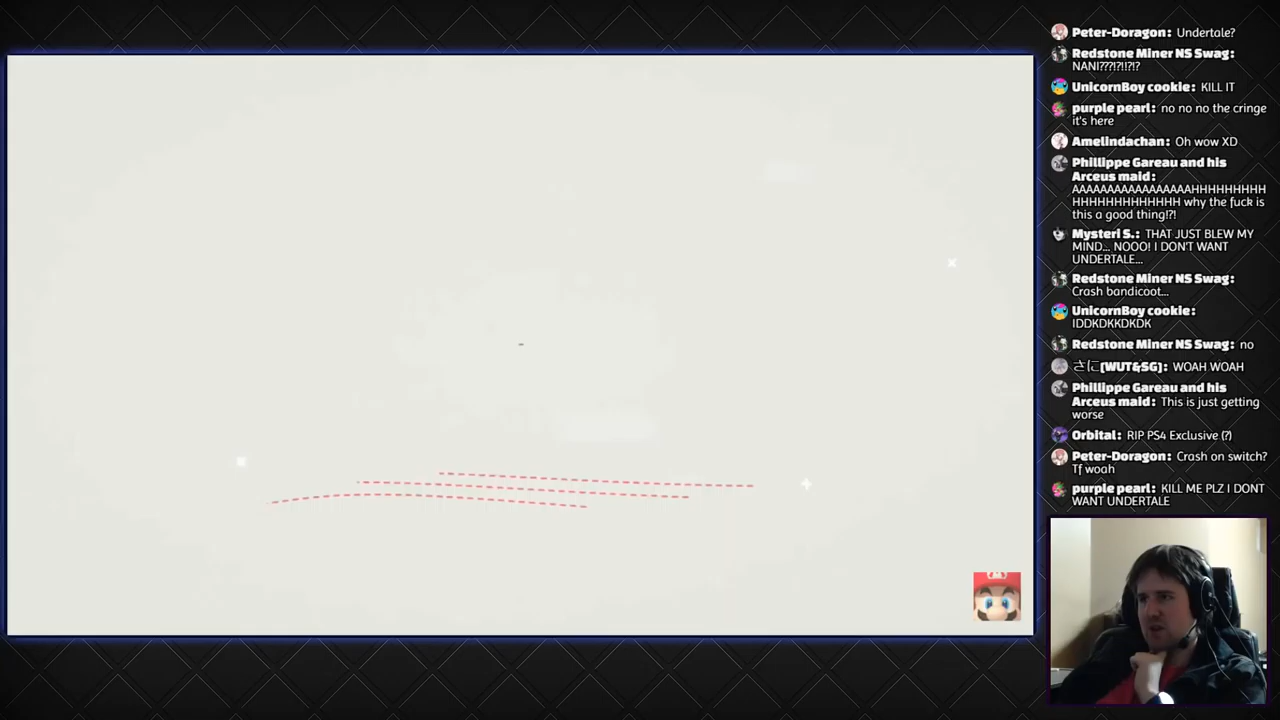 Peter-Doragon: Undertale?
Redstone Miner NS Swag:
NANI???!?!!?!?
UnicornBoy cookie: KILL IT
purple pearl: no no no the cringe
it's here
Amelindachan: Oh wow XD
Phillippe Gareau and his
Arceus maid:
AAAAAAAAAAAAAAAAAHHHHHHHHH
HHHHHHHHHHHHH why the fuck is
this a good thing!?!
Mysteri S.: THAT JUST BLEW MY
MIND... NOOO! I DON'T WANT
UNDERTALE...
Redstone Miner NS Swag:
Crash bandicoot...
UnicornBoy cookie:
IDDKDKKDKDK
Redstone Miner NS Swag: no
さに[WUT&SG]: WOAH WOAH
Phillippe Gareau and his
Arceus maid: This is just getting
worse
Orbital: RIP PS4 Exclusive (?)
Peter-Doragon: Crash on switch?
Tf woah
purple pearl: KILL ME PLZ I DONT
WANT UNDERTALE
M